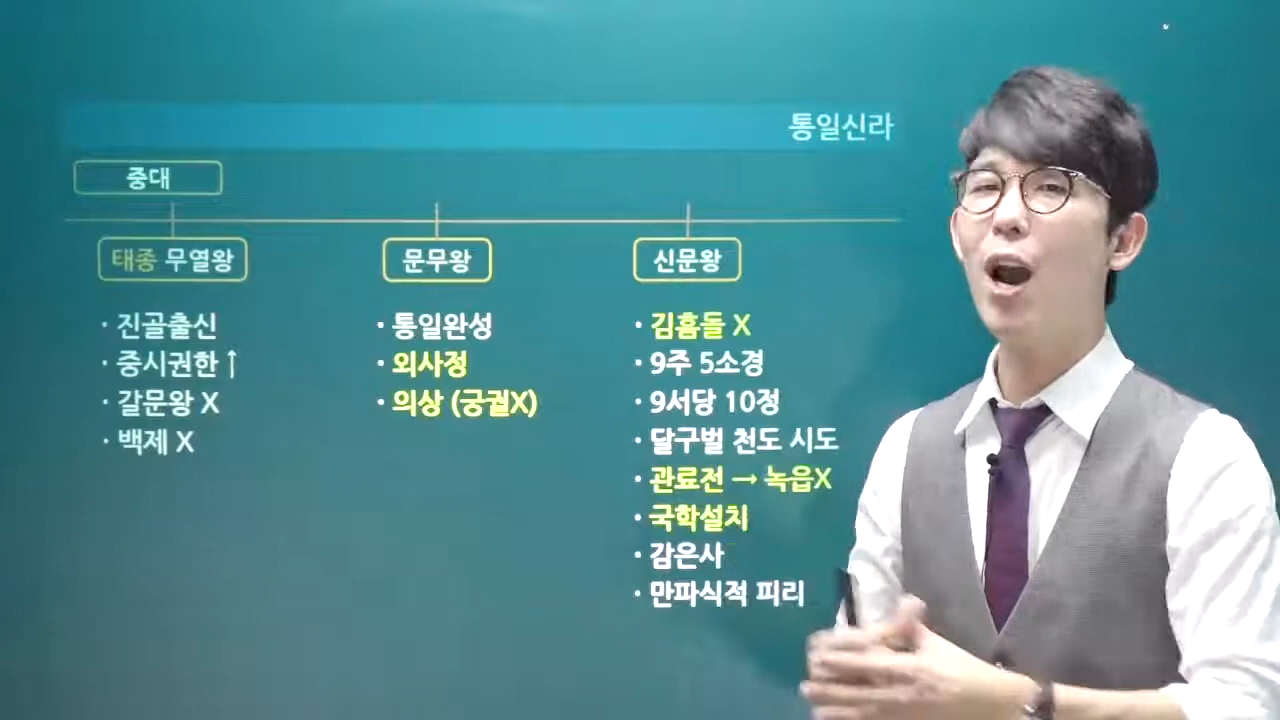 통일신라
중대
태종 무열왕
· 진골출신
· 중시권한↑
· 갈문왕 X
· 백제 X
문무왕
· 통일완성
· 외사정
· 의상 (궁궐X)
신문왕
· 김흠돌 X
· 9주 5소경
· 9서당 10정
· 달구벌 천도 시도
· 관료전 → 녹읍X
· 국학설치
· 감은사
· 만파식적 피리